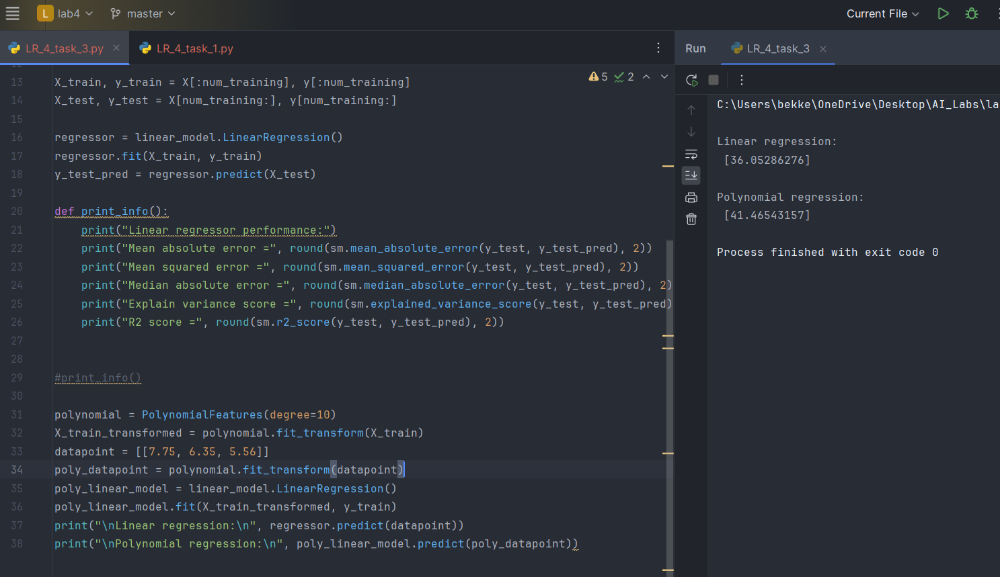 L lab4 master Current File
LR_4_task_3.py LR_4_task_1.py
5 2
13 X_train, y_train = X[:num_training], y[:num_training]
14 X_test, y_test = X[num_training:], y[num_training:]
15
16 regressor = linear_model.LinearRegression()
17 regressor.fit(X_train, y_train)
18 y_test_pred = regressor.predict(X_test)
19
20 def print_info():
21     print("Linear regressor performance:")
22     print("Mean absolute error =", round(sm.mean_absolute_error(y_test, y_test_pred), 2))
23     print("Mean squared error =", round(sm.mean_squared_error(y_test, y_test_pred), 2))
24     print("Median absolute error =", round(sm.median_absolute_error(y_test, y_test_pred), 2)
25     print("Explain variance score =", round(sm.explained_variance_score(y_test, y_test_pred)
26     print("R2 score =", round(sm.r2_score(y_test, y_test_pred), 2))
27
28
29 #print_info()
30
31 polynomial = PolynomialFeatures(degree=10)
32 X_train_transformed = polynomial.fit_transform(X_train)
33 datapoint = [[7.75, 6.35, 5.56]]
34 poly_datapoint = polynomial.fit_transform(datapoint)
35 poly_linear_model = linear_model.LinearRegression()
36 poly_linear_model.fit(X_train_transformed, y_train)
37 print("\nLinear regression:\n", regressor.predict(datapoint))
38 print("\nPolynomial regression:\n", poly_linear_model.predict(poly_datapoint))
Run LR_4_task_3
C:\Users\bekke\OneDrive\Desktop\AI_Labs\la
Linear regression:
[36.05286276]
Polynomial regression:
[41.46543157]
Process finished with exit code 0